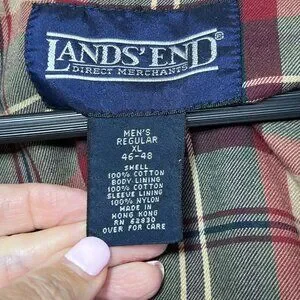 LANDS' END®
DIRECT MERCHANTS
MEN'S
REGULAR
XL
46-48
SHELL
100% COTTON
BODY LINING
100% COTTON
SLEEVE LINING
100% NYLON
MADE IN
HONG KONG
RN 63830
OVER FOR CARE